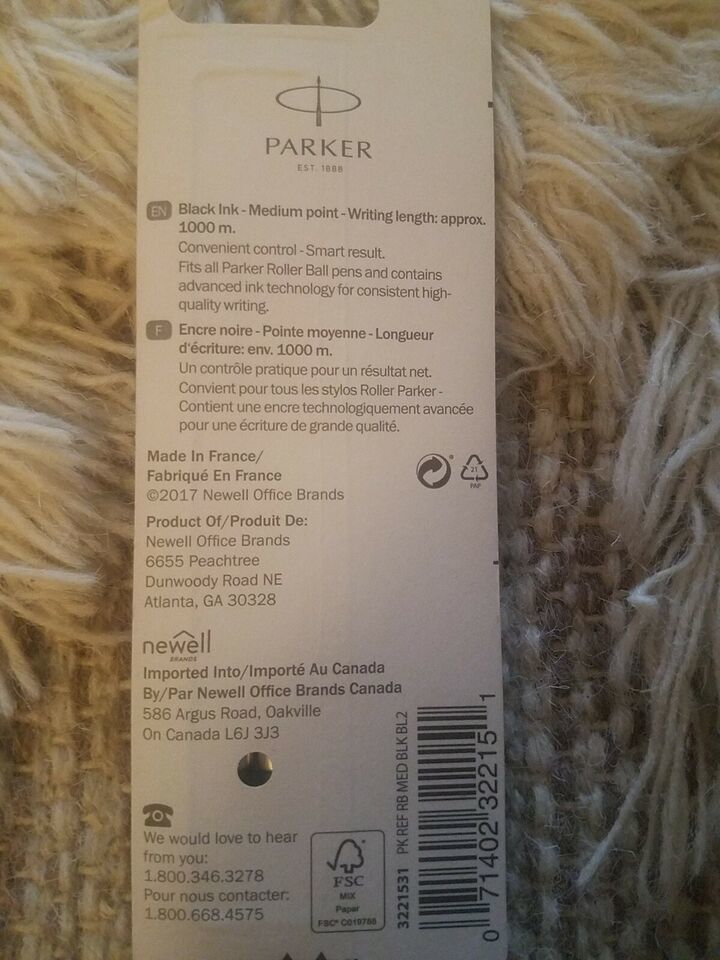 PARKER
EST. 1888
EN
Black Ink - Medium point - Writing length: approx.
1000 m.
Convenient control - Smart result.
Fits all Parker Roller Ball pens and contains
advanced ink technology for consistent high-
quality writing.
F
Encre noire - Pointe moyenne - Longueur
d'écriture: env. 1000 m.
Un contrôle pratique pour un résultat net.
Convient pour tous les stylos Roller Parker -
Contient une encre technologiquement avancée
pour une écriture de grande qualité.
Made In France/
Fabriqué En France
©2017 Newell Office Brands
21
PAP
Product Of/Produit De:
Newell Office Brands
6655 Peachtree
Dunwoody Road NE
Atlanta, GA 30328
newell
BRANDS
Imported Into/Importé Au Canada
By/Par Newell Office Brands Canada
586 Argus Road, Oakville
On Canada L6J 3J3
We would love to hear
from you:
1.800.346.3278
Pour nous contacter:
1.800.668.4575
FSC
MIX
Paper
FSC® C019788
3221531 PK REF RB MED BLK BL2
0 71402 32215 1